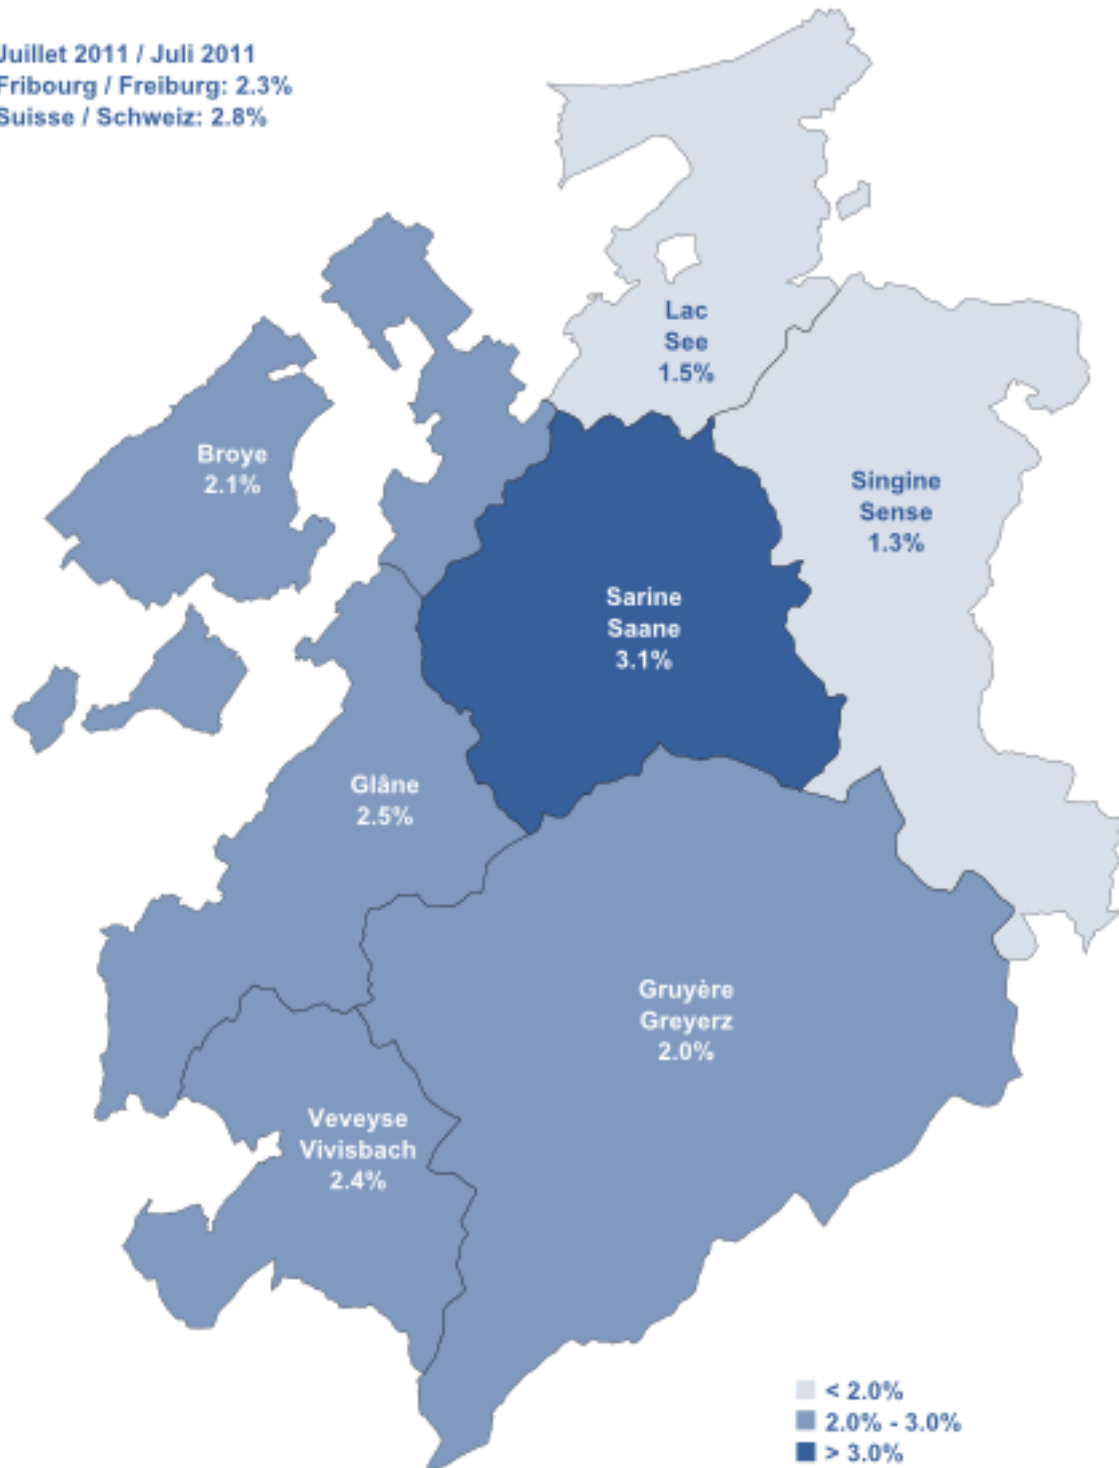 Juillet 2011 / Juli 2011
Fribourg / Freiburg: 2.3%
Suisse / Schweiz: 2.8%
Lac
See
1.5%
Broye
2.1%
Singine
Sense
1.3%
Sarine
Saane
3.1%
Glâne
2.5%
Gruyère
Greyerz
2.0%
Veveyse
Vivisbach
2.4%
< 2.0%
2.0% - 3.0%
> 3.0%